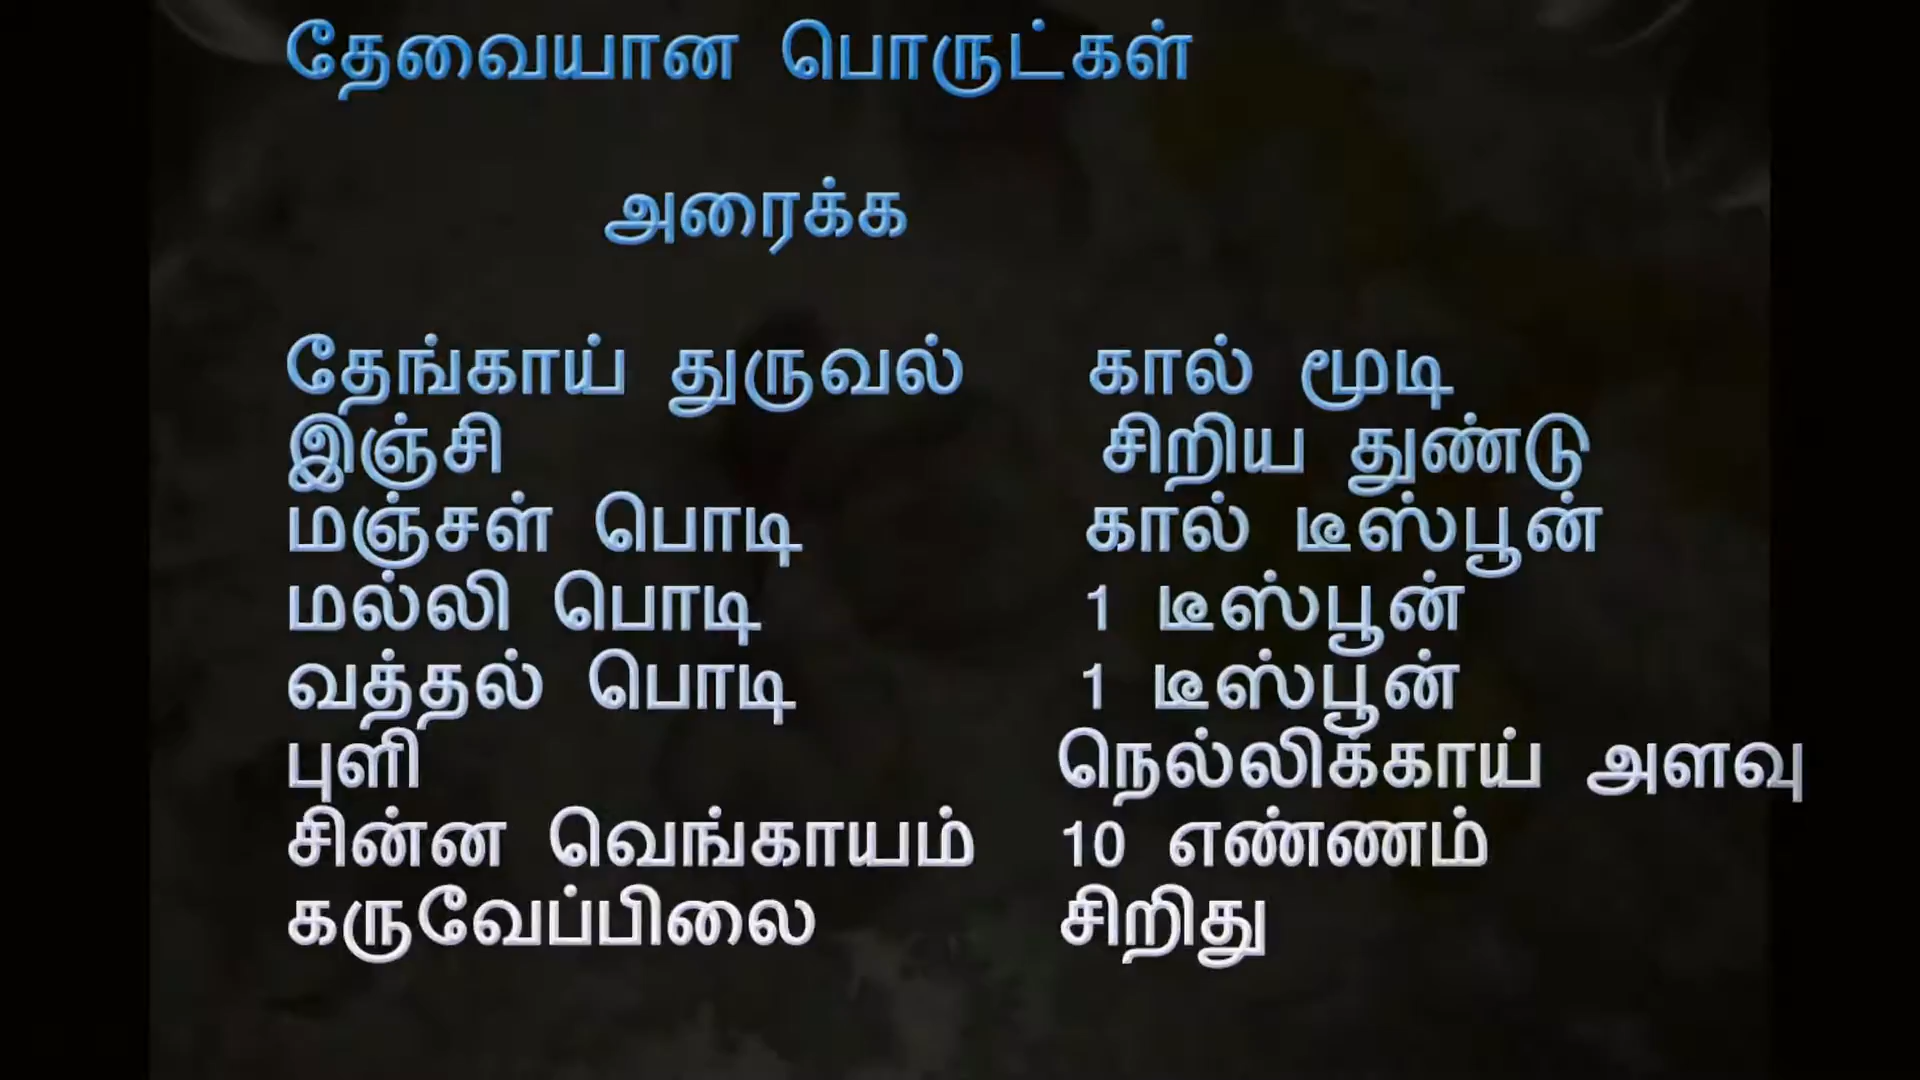 தேவையான பொருட்கள்
அரைக்க
தேங்காய் துருவல் கால் மூடி
இஞ்சி சிறிய துண்டு
மஞ்சள் பொடி கால் டீஸ்பூன்
மல்லி பொடி 1 டீஸ்பூன்
வத்தல் பொடி 1 டீஸ்பூன்
புளி நெல்லிக்காய் அளவு
சின்ன வெங்காயம் 10 எண்ணம்
கருவேப்பிலை சிறிது